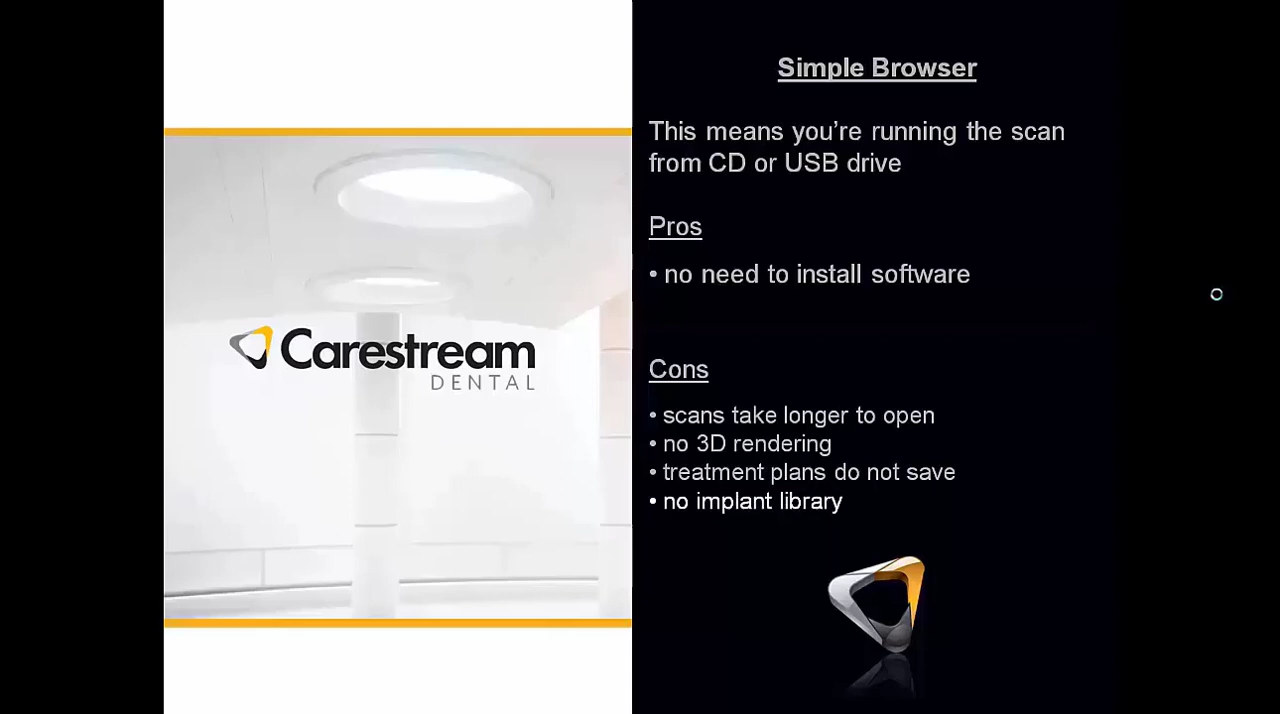 Carestream
DENTAL
Simple Browser
This means you’re running the scan
from CD or USB drive
Pros
• no need to install software
Cons
• scans take longer to open
• no 3D rendering
• treatment plans do not save
• no implant library